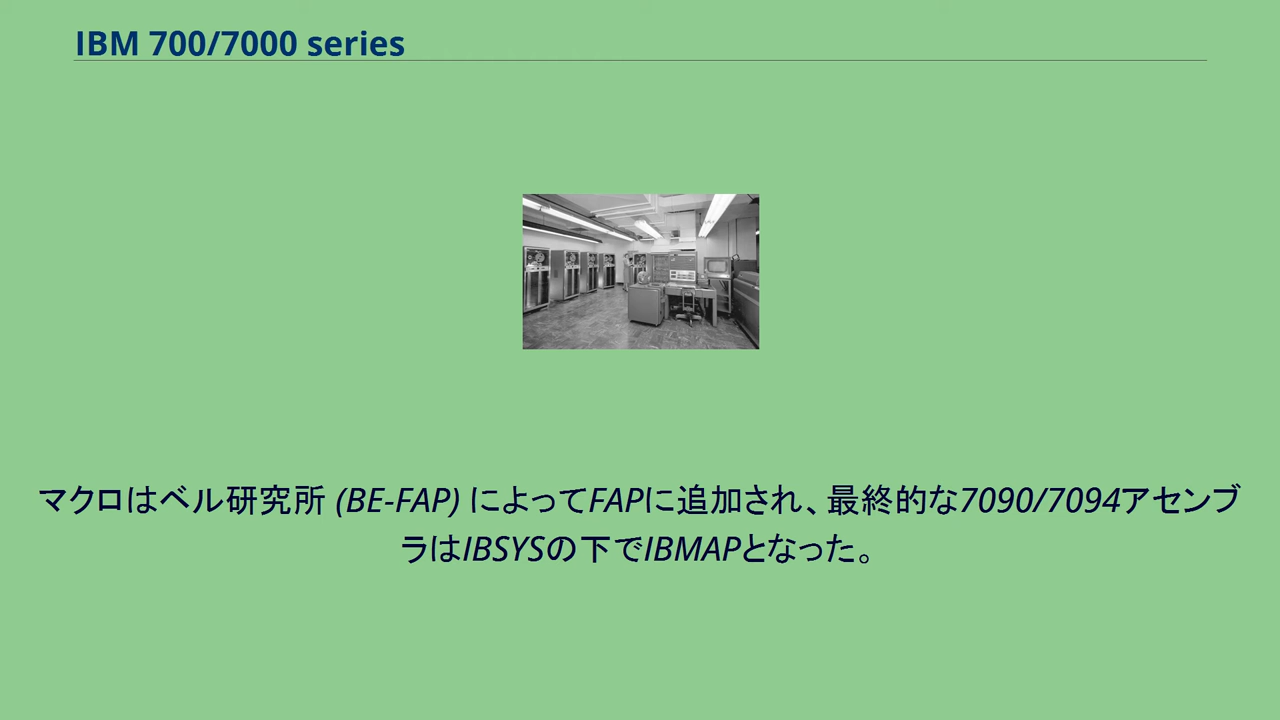 IBM 700/7000 series
マクロはベル研究所 (BE-FAP) によってFAPに追加され、最終的な7090/7094アセンブ
ラはIBSYSの下でIBMAPとなった。